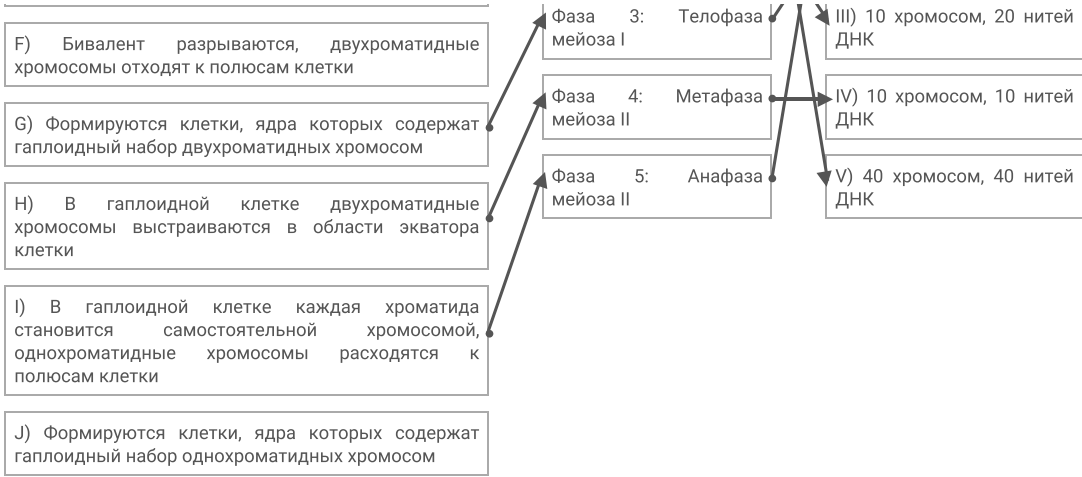 F) Бивалент разрываются, двухроматидные
хромосомы отходят к полюсам клетки
G) Формируются клетки, ядра которых содержат
гаплоидный набор двухроматидных хромосом
H) В гаплоидной клетке двухроматидные
хромосомы выстраиваются в области экватора
клетки
I) В гаплоидной клетке каждая хроматида
становится самостоятельной хромосомой,
однохроматидные хромосомы расходятся к
полюсам клетки
J) Формируются клетки, ядра которых содержат
гаплоидный набор однохроматидных хромосом
Фаза 3: Телофаза
мейоза I
Фаза 4: Метафаза
мейоза II
Фаза 5: Анафаза
мейоза II
III) 10 хромосом, 20 нитей
ДНК
IV) 10 хромосом, 10 нитей
ДНК
V) 40 хромосом, 40 нитей
ДНК